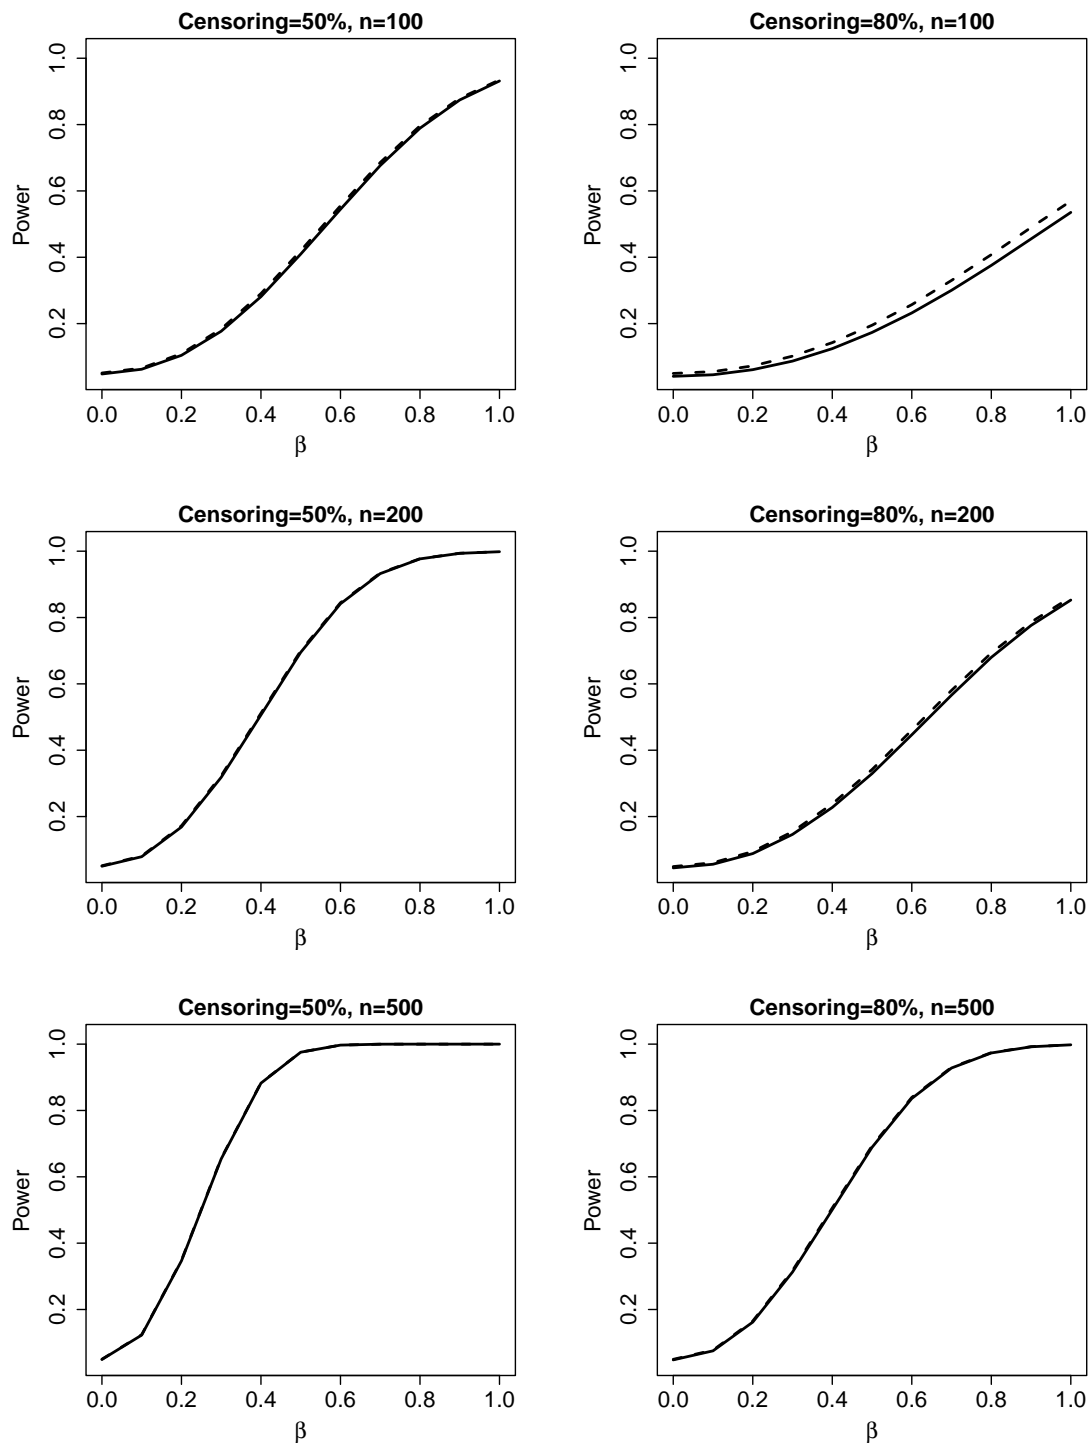 Censoring=50%, n=100
Power
0.2 0.4 0.6 0.8 1.0
0.0 0.2 0.4 0.6 0.8 1.0
β
Censoring=80%, n=100
Power
0.2 0.4 0.6 0.8 1.0
0.0 0.2 0.4 0.6 0.8 1.0
β
Censoring=50%, n=200
Power
0.2 0.4 0.6 0.8 1.0
0.0 0.2 0.4 0.6 0.8 1.0
β
Censoring=80%, n=200
Power
0.2 0.4 0.6 0.8 1.0
0.0 0.2 0.4 0.6 0.8 1.0
β
Censoring=50%, n=500
Power
0.2 0.4 0.6 0.8 1.0
0.0 0.2 0.4 0.6 0.8 1.0
β
Censoring=80%, n=500
Power
0.2 0.4 0.6 0.8 1.0
0.0 0.2 0.4 0.6 0.8 1.0
β